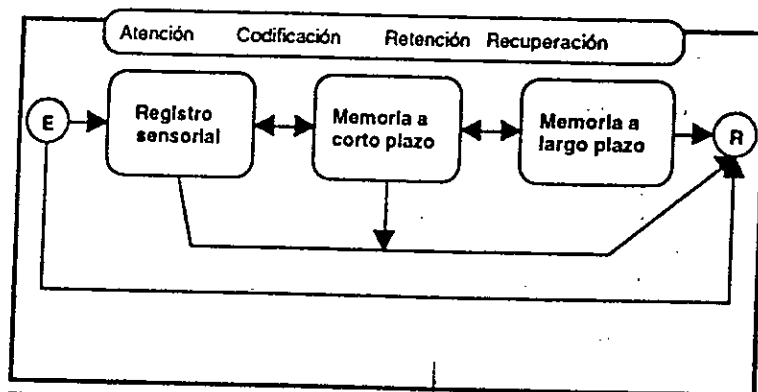 Atención Codificación Retención Recuperación
E
Registro
sensorial
Memoria a
corto plazo
Memoria a
largo plazo
R